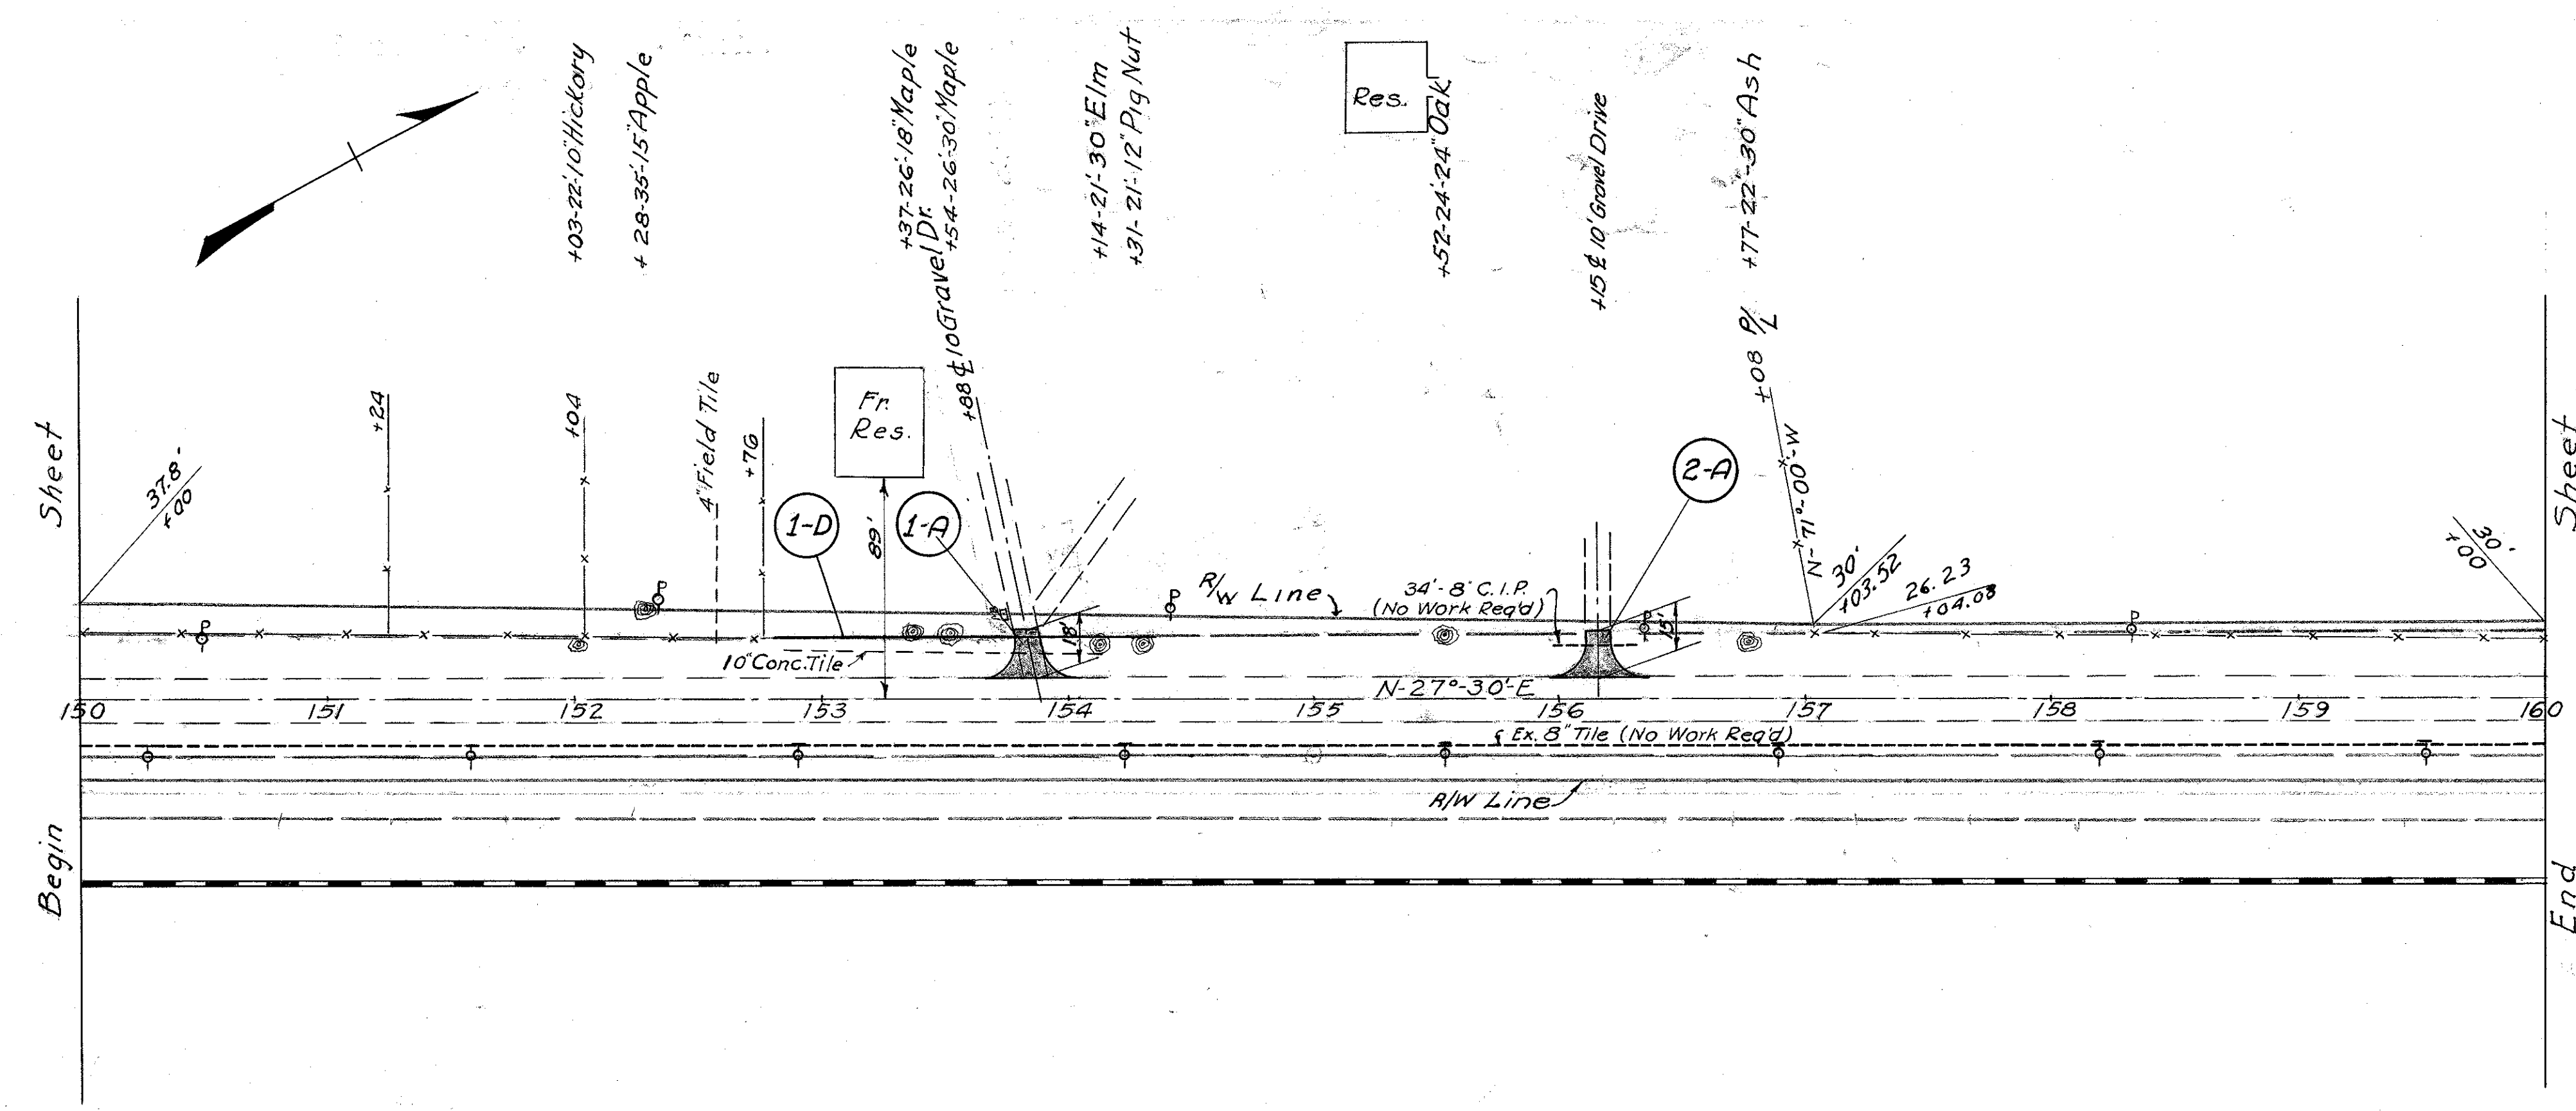 +03-22'-10"Hickory
+28-35'-15"Apple
+37-26'-18"Maple
+54-26'-30"Maple
+14-21'-30"Elm
+31-21'-12"Pig Nut
Res.
+52-24'-24"Oak
+15 ℄ 10' Gravel Drive
+77-22'-30"Ash
+88 ℄ 10' Gravel Dr.
+08 P/L
N-71°-00'-W
Sheet
37.8'
+00
+24
+04
4" Field Tile
+76
Fr.
Res.
89'
1-D
1-A
2-A
R/W Line
34'-8" C.I.P.
(No Work Req'd)
30'
+103.52
26.23
+04.08
30'
+00
Sheet
P
P
P
P
P
18'
15'
10" Conc. Tile
N-27°-30'-E
150 151 152 153 154 155 156 157 158 159 160
Ex. 8" Tile (No Work Req'd)
R/W Line
Begin
End